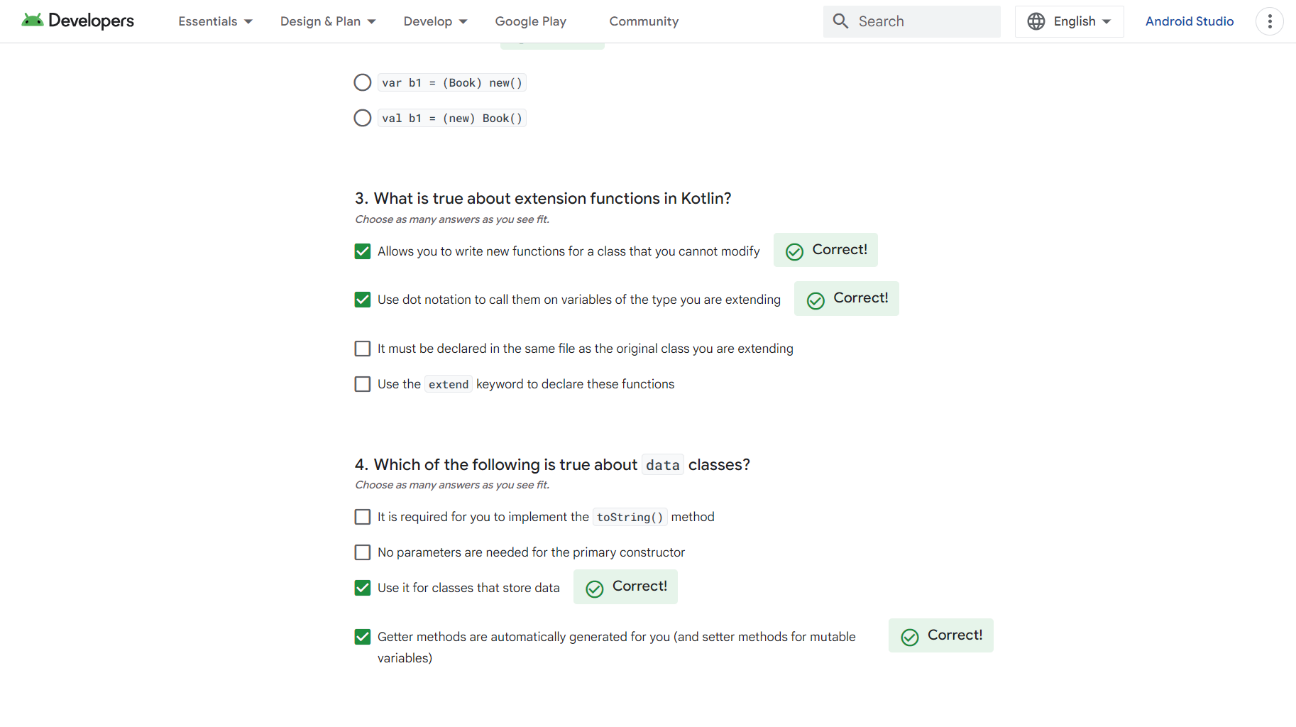 Developers Essentials Design & Plan Develop Google Play Community Search English Android Studio
var b1 = (Book) new()
val b1 = (new) Book()
3. What is true about extension functions in Kotlin?
Choose as many answers as you see fit.
Allows you to write new functions for a class that you cannot modify Correct!
Use dot notation to call them on variables of the type you are extending Correct!
It must be declared in the same file as the original class you are extending
Use the extend keyword to declare these functions
4. Which of the following is true about data classes?
Choose as many answers as you see fit.
It is required for you to implement the toString() method
No parameters are needed for the primary constructor
Use it for classes that store data Correct!
Getter methods are automatically generated for you (and setter methods for mutable Correct!
variables)